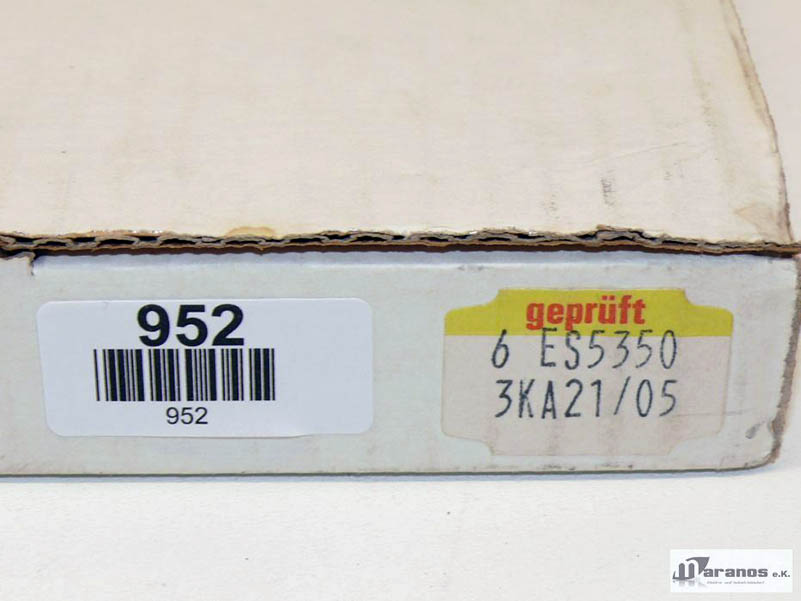 952
952
geprüft
6 ES5350
3KA21/05
Maranos e.K.